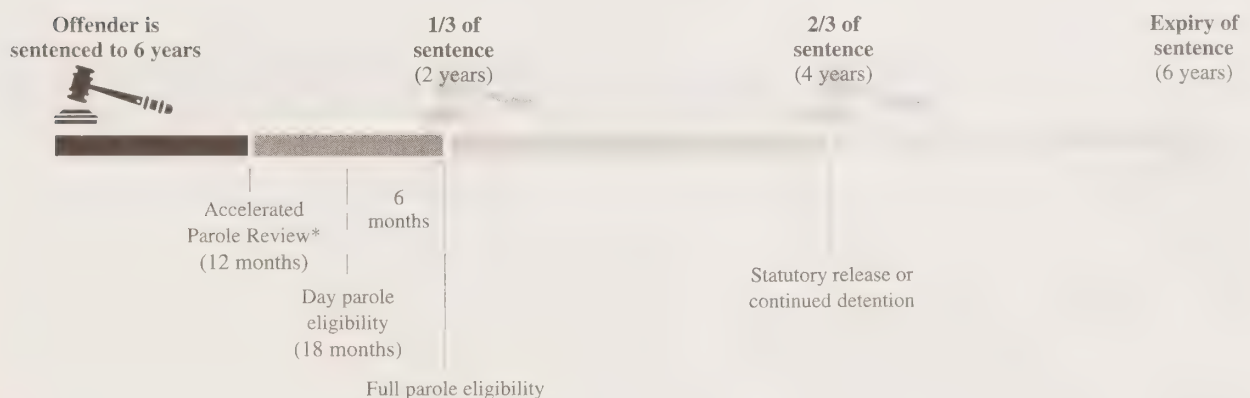 Offender is
sentenced to 6 years
1/3 of
sentence
(2 years)
2/3 of
sentence
(4 years)
Expiry of
sentence
(6 years)
Accelerated
Parole Review*
(12 months)
6
months
Day parole
eligibility
(18 months)
Full parole eligibility
Statutory release or
continued detention